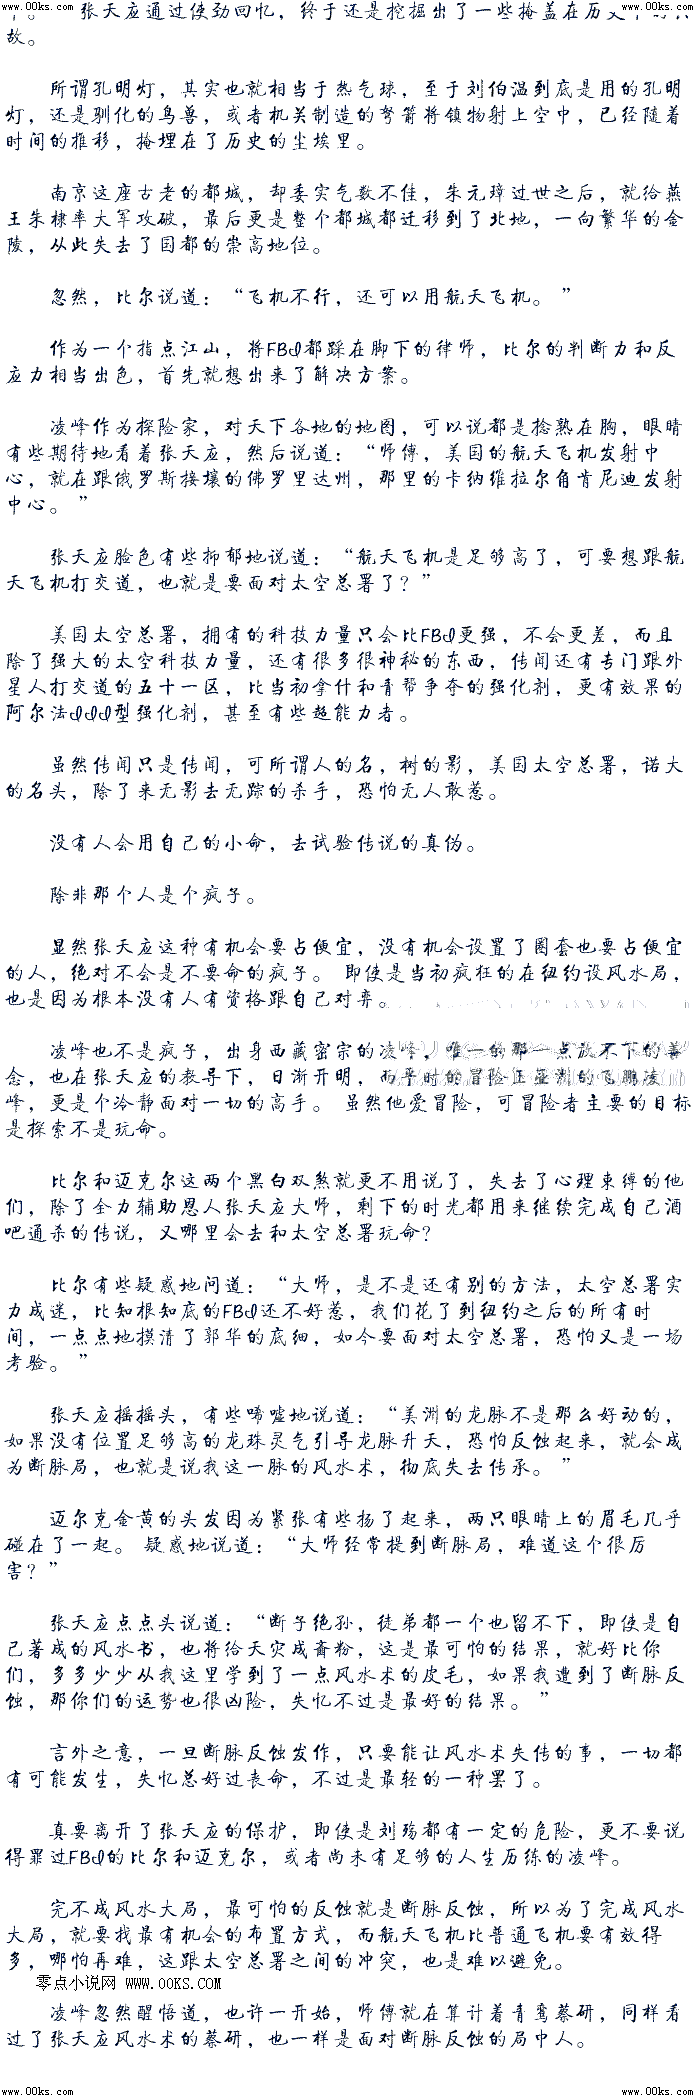 www.00ks.com www.00ks.com www.00ks.com www.00ks.com
张天应通过使劲回忆，终于还是挖掘出了一些掩盖在历史
故。
所谓孔明灯，其实也就相当于热气球，至于刘伯温到底是用的孔明
灯，还是驯化的鸟兽，或者机关制造的弩箭将镇物射上空中，已经随着
时间的推移，掩埋在了历史的尘埃里。
南京这座古老的都城，却委实气数不佳，朱元璋过世之后，就给燕
王朱棣率大军攻破，最后更是整个都城都迁移到了北地，一向繁华的金
陵，从此失去了国都的崇高地位。
忽然，比尔说道：“飞机不行，还可以用航天飞机。”
作为一个指点江山，将FBI都踩在脚下的律师，比尔的判断力和反
应力相当出色，首先就想出来了解决方案。
凌峰作为探险家，对天下各地的地图，可以说都是捻熟在胸，眼睛
有些期待地看着张天应，然后说道：“师傅，美国的航天飞机发射中
心，就在跟俄罗斯接壤的佛罗里达州，那里的卡纳维拉尔角肯尼迪发射
中心。”
张天应脸色有些抑郁地说道：“航天飞机是足够高了，可要想跟航
天飞机打交道，也就是要面对太空总署了？”
美国太空总署，拥有的科技力量只会比FBI更强，不会更差，而且
除了强大的太空科技力量，还有很多很神秘的东西，传闻还有专门跟外
星人打交道的五十一区，比当初拿什和青帮争夺的强化剂，更有效果的
阿尔法III型强化剂，甚至有些超能力者。
虽然传闻只是传闻，可所谓人的名，树的影，美国太空总署，诺大
的名头，除了来无影去无踪的杀手，恐怕无人敢惹。
没有人会用自己的小命，去试验传说的真伪。
除非那个人是个疯子。
显然张天应这种有机会要占便宜，没有机会设置了圈套也要占便宜
的人，绝对不会是不要命的疯子。 即使是当初疯狂的在纽约设风水局，
也是因为根本没有人有资格跟自己对弈。
凌峰也不是疯子，出身西藏密宗的凌峰，唯一的那一点放不下的善
念，也在张天应的教导下，日渐开明，而平时的冒险正亚洲的飞鹏凌
峰，更是个冷静面对一切的高手。 虽然他爱冒险，可冒险者主要的目标
是探索不是玩命。
比尔和迈克尔这两个黑白双煞就更不用说了，失去了心理束缚的他
们，除了全力辅助恩人张天应大师，剩下的时光都用来继续完成自己酒
吧通杀的传说，又哪里会去和太空总署玩命？
比尔有些疑惑地问道：“大师，是不是还有别的方法，太空总署实
力成迷，比知根知底的FBI还不好惹，我们花了到纽约之后的所有时
间，一点点地摸清了郭华的底细，如今要面对太空总署，恐怕又是一场
考验。”
张天应摇摇头，有些唏嘘地说道：“美洲的龙脉不是那么好动的，
如果没有位置足够高的龙珠灵气引导龙脉升天，恐怕反蚀起来，就会成
为断脉局，也就是说我这一脉的风水术，彻底失去传承。”
迈尔克金黄的头发因为紧张有些扬了起来，两只眼睛上的眉毛几乎
碰在了一起。 疑惑地说道：“大师经常提到断脉局，难道这个很厉
害？”
张天应点点头说道：“断子绝孙，徒弟都一个也留不下，即使是自
己著成的风水书，也将给天灾成齑粉，这是最可怕的结果，就好比你
们，多多少少从我这里学到了一点风水术的皮毛，如果我遭到了断脉反
蚀，那你们的运势也很凶险，失忆不过是最好的结果。”
言外之意，一旦断脉反蚀发作，只要能让风水术失传的事，一切都
有可能发生，失忆总好过丧命，不过是最轻的一种罢了。
真要离开了张天应的保护，即使是刘殇都有一定的危险，更不要说
得罪过FBI的比尔和迈克尔，或者尚未有足够的人生历练的凌峰。
完不成风水大局，最可怕的反蚀就是断脉反蚀，所以为了完成风水
大局，就要找最有机会的布置方式，而航天飞机比普通飞机要有效得
多，哪怕再难，这跟太空总署之间的冲突，也是难以避免。
零点小说网 www.00KS.com
凌峰忽然醒悟道，也许一开始，师傅就在算计着青鸾蔡研，同样看
过了张天应风水术的蔡研，也一样是面对断脉反蚀的局中人。
www.00ks.com www.00ks.com www.00ks.com www.00ks.com